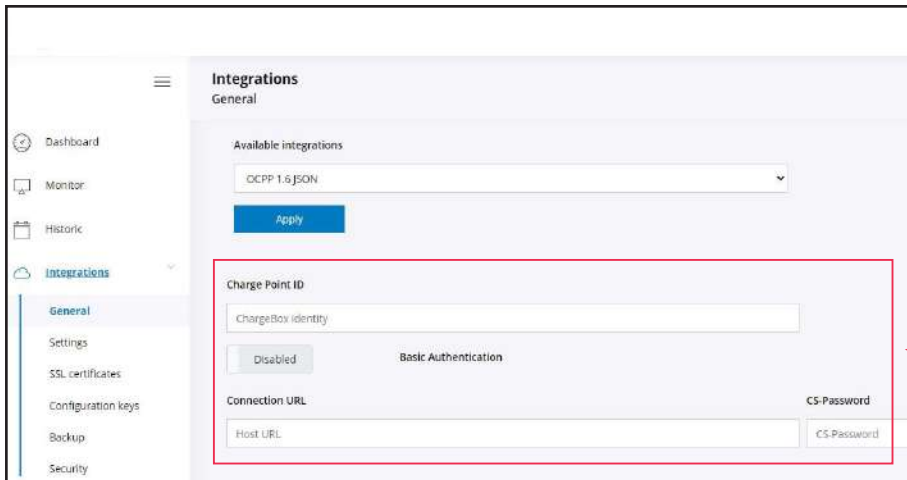 Integrations
General
Dashboard
Monitor
Historic
Integrations
General
Settings
SSL certificates
Configuration keys
Backup
Security
Available integrations
OCPP 1.6 JSON
Apply
Charge Point ID
ChargeBox identity
Disabled
Basic Authentication
Connection URL
CS-Password
Host URL
CS-Password